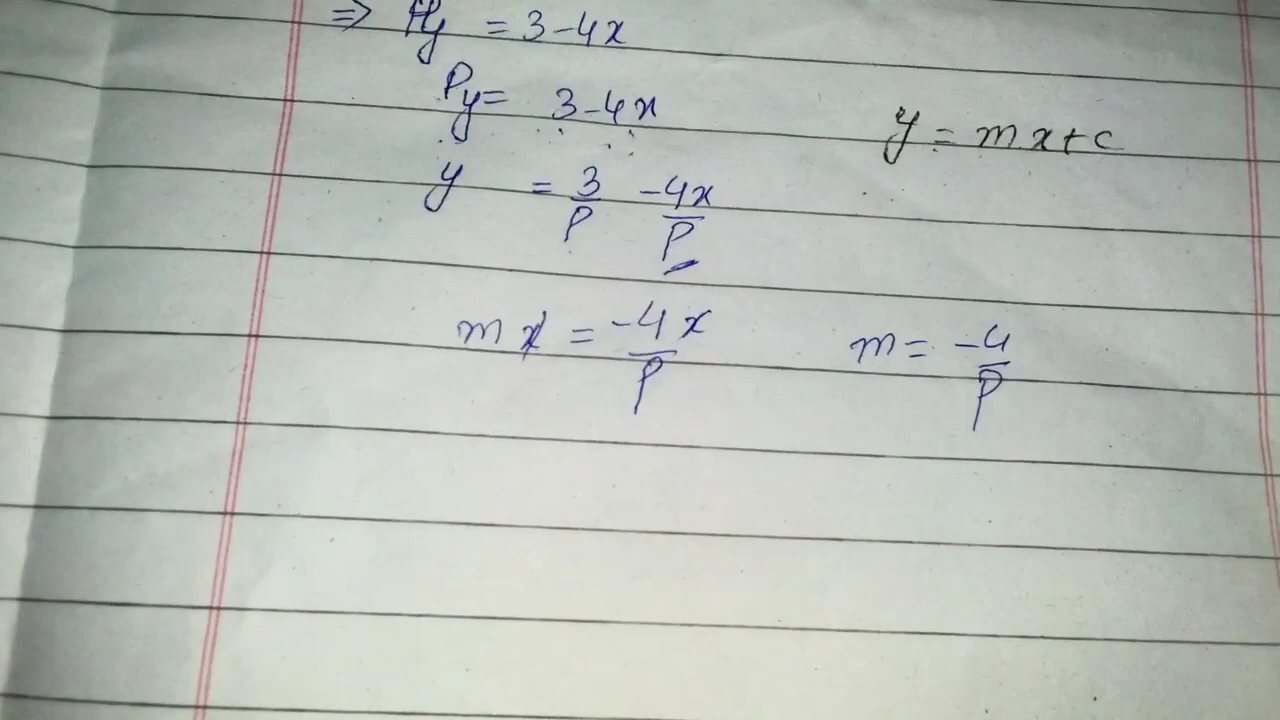 ⇒ Py = 3-4x
Py = 3-4x
y = mx+c
y = 3/P -4x/P
mx = -4x/P
m = -4/P